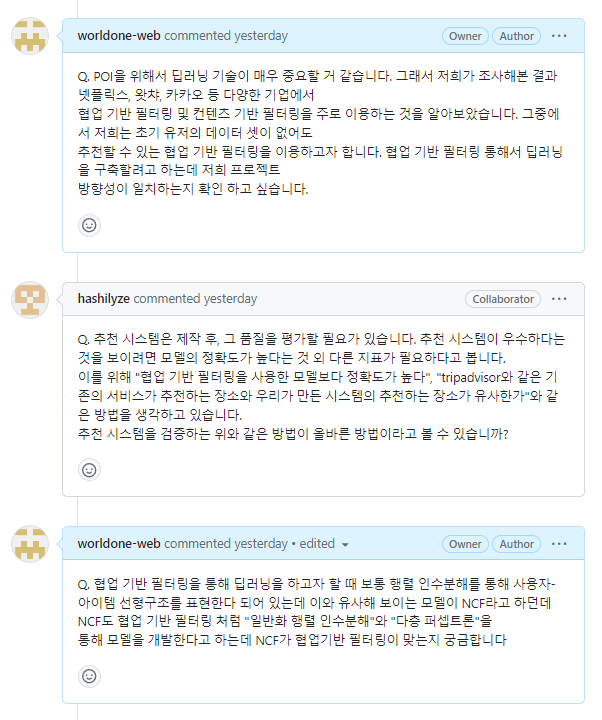 worldone-web commented yesterday Owner Author ...
Q. POI을 위해서 딥러닝 기술이 매우 중요할 거 같습니다. 그래서 저희가 조사해본 결과
넷플릭스, 왓챠, 카카오 등 다양한 기업에서
협업 기반 필터링 및 컨텐츠 기반 필터링을 주로 이용하는 것을 알아보았습니다. 그중에
서 저희는 초기 유저의 데이터 셋이 없어도
추천할 수 있는 협업 기반 필터링을 이용하고자 합니다. 협업 기반 필터링 통해서 딥러닝
을 구축할려고 하는데 저희 프로젝트
방향성이 일치하는지 확인 하고 싶습니다.
hashilyze commented yesterday Collaborator ...
Q. 추천 시스템은 제작 후, 그 품질을 평가할 필요가 있습니다. 추천 시스템이 우수하다는
것을 보이려면 모델의 정확도가 높다는 것 외 다른 지표가 필요하다고 봅니다.
이를 위해 "협업 기반 필터링을 사용한 모델보다 정확도가 높다", "tripadvisor와 같은 기
존의 서비스가 추천하는 장소와 우리가 만든 시스템의 추천하는 장소가 유사한가"와 같
은 방법을 생각하고 있습니다.
추천 시스템을 검증하는 위와 같은 방법이 올바른 방법이라고 볼 수 있습니까?
worldone-web commented yesterday • edited Owner Author ...
Q. 협업 기반 필터링을 통해 딥러닝을 하고자 할 때 보통 행렬 인수분해를 통해 사용자-
아이템 선형구조를 표현한다 되어 있는데 이와 유사해 보이는 모델이 NCF라고 하던데
NCF도 협업 기반 필터링 처럼 "일반화 행렬 인수분해"와 "다층 퍼셉트론"을
통해 모델을 개발한다고 하는데 NCF가 협업기반 필터링이 맞는지 궁금합니다